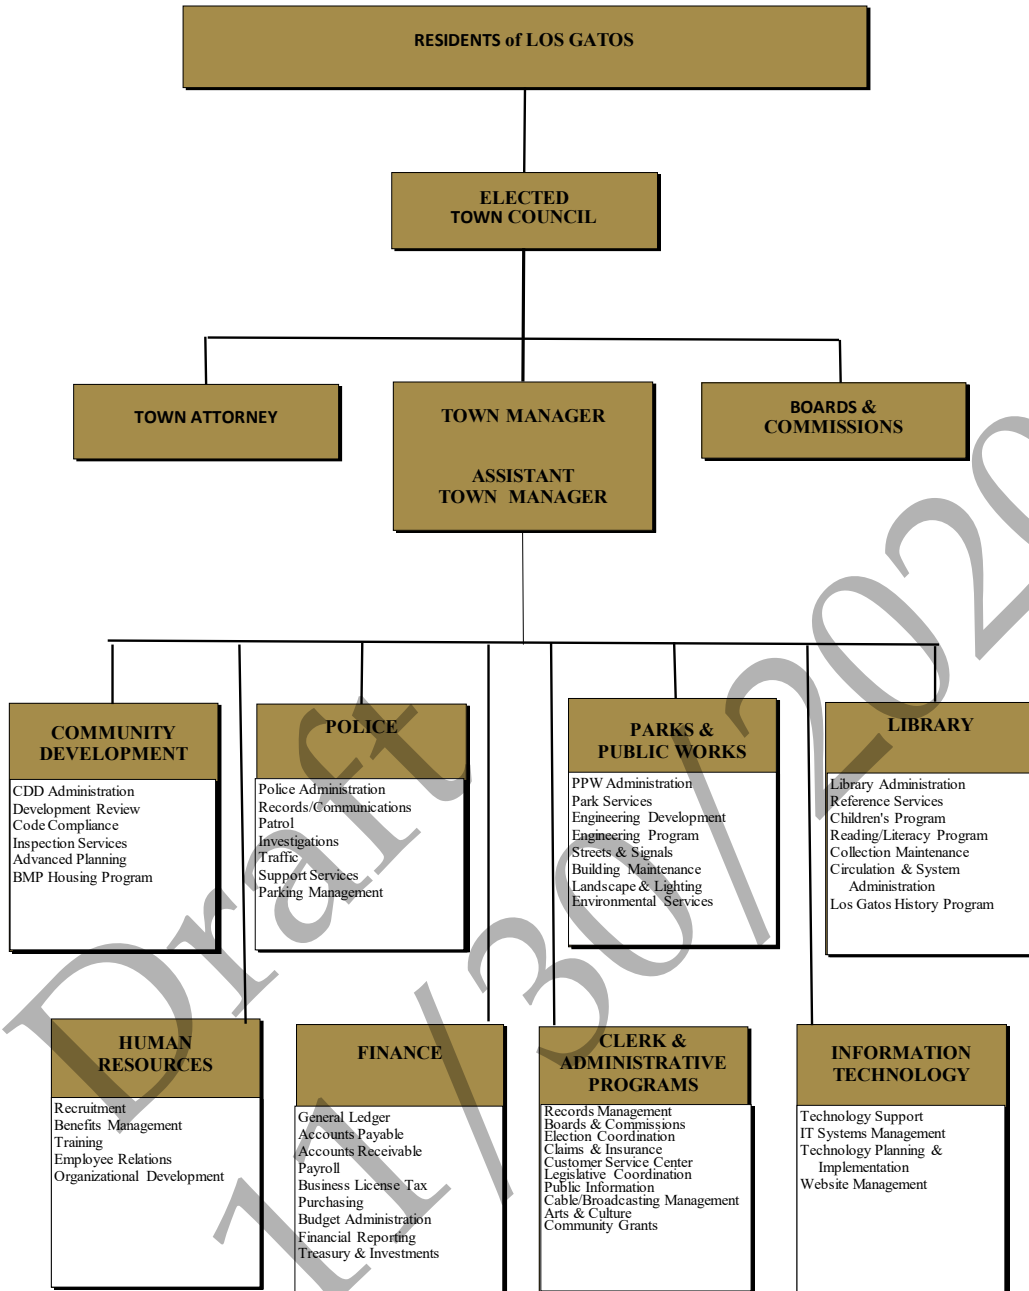 RESIDENTS of LOS GATOS
ELECTED
TOWN COUNCIL
TOWN ATTORNEY
TOWN MANAGER
ASSISTANT
TOWN MANAGER
BOARDS &
COMMISSIONS
COMMUNITY
DEVELOPMENT
CDD Administration
Development Review
Code Compliance
Inspection Services
Advanced Planning
BMP Housing Program
POLICE
Police Administration
Records/Communications
Patrol
Investigations
Traffic
Support Services
Parking Management
PARKS &
PUBLIC WORKS
PPW Administration
Park Services
Engineering Development
Engineering Program
Streets & Signals
Building Maintenance
Landscape & Lighting
Environmental Services
LIBRARY
Library Administration
Reference Services
Children's Program
Reading/Literacy Program
Collection Maintenance
Circulation & System
Administration
Los Gatos History Program
HUMAN
RESOURCES
Recruitment
Benefits Management
Training
Employee Relations
Organizational Development
FINANCE
General Ledger
Accounts Payable
Accounts Receivable
Payroll
Business License Tax
Purchasing
Budget Administration
Financial Reporting
Treasury & Investments
CLERK &
ADMINISTRATIVE
PROGRAMS
Records Management
Boards & Commissions
Election Coordination
Claims & Insurance
Customer Service Center
Legislative Coordination
Public Information
Cable/Broadcasting Management
Arts & Culture
Community Grants
INFORMATION
TECHNOLOGY
Technology Support
IT Systems Management
Technology Planning &
Implementation
Website Management
Draft
11/30/2020